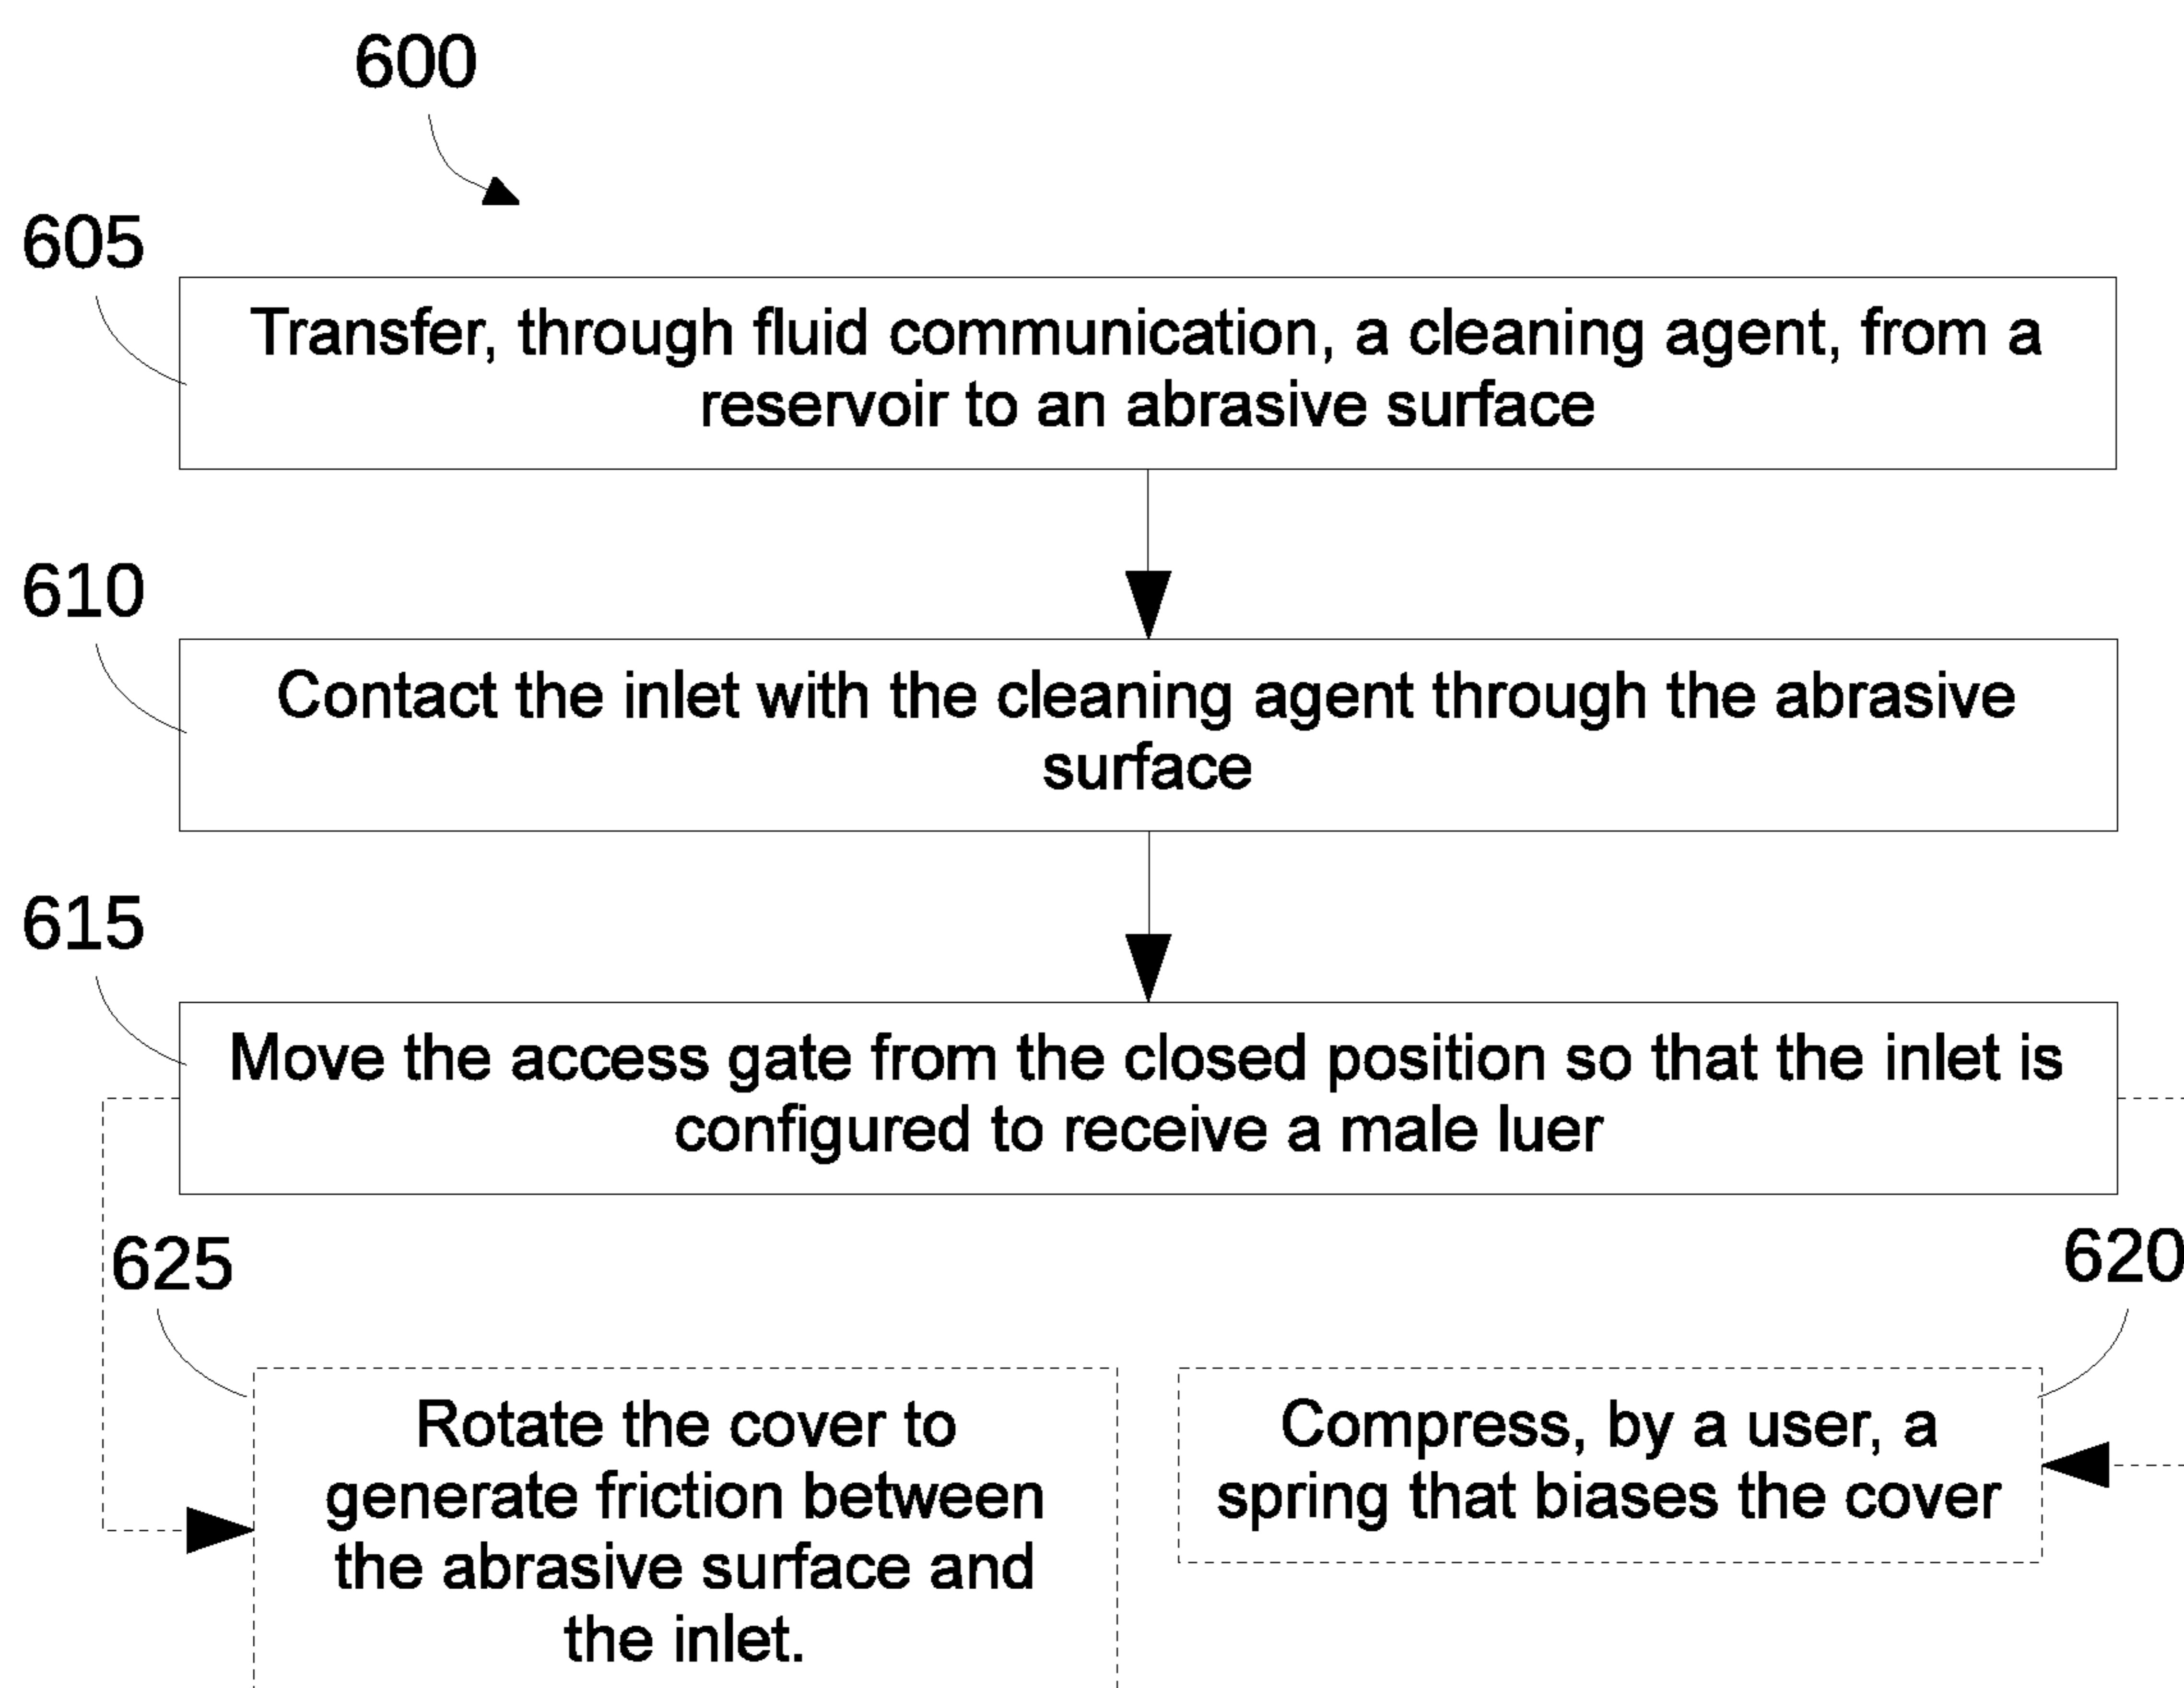 600
605
Transfer, through fluid communication, a cleaning agent, from a
reservoir to an abrasive surface
610
Contact the inlet with the cleaning agent through the abrasive
surface
615
Move the access gate from the closed position so that the inlet is
configured to receive a male luer
625
620
Rotate the cover to
generate friction between
the abrasive surface and
the inlet.
Compress, by a user, a
spring that biases the cover